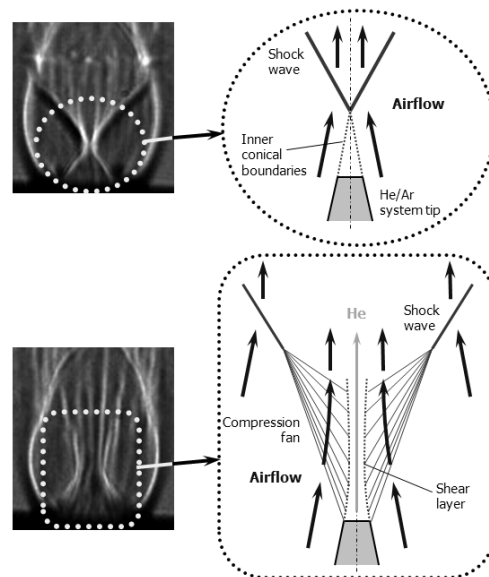 Shock
wave
Airflow
Inner
conical
boundaries
He/Ar
system tip
He
Shock
wave
Compression
fan
Airflow
Shear
layer